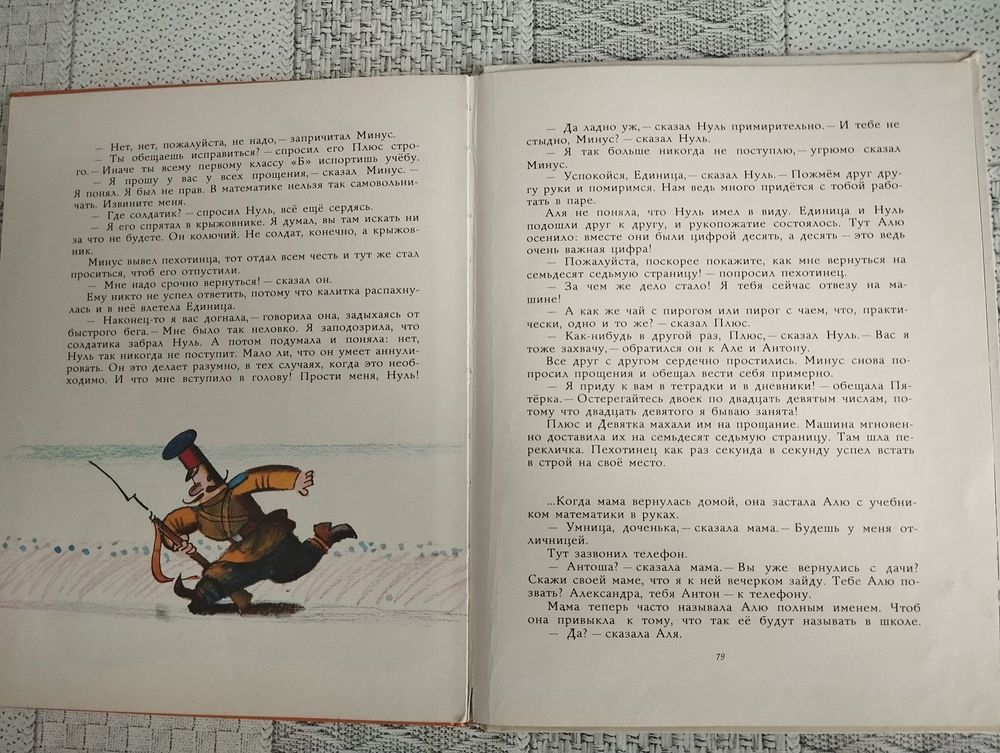 — Нет, нет, пожалуйста, не надо,— запричитал Минус.
— Ты обещаешь исправиться?— спросил его Плюс стро-
го.— Иначе ты всему первому классу «Б» испортишь учёбу.
— Я прошу у вас у всех прощения,— сказал Минус.—
Я понял. Я был не прав. В математике нельзя так самовольни-
чать. Извините меня.
— Где солдатик?— спросил Нуль, всё ещё сердясь.
— Я его спрятал в крыжовнике. Я думал, вы там искать ни
за что не будете. Он колючий. Не солдат, конечно, а крыжов-
ник.
Минус вывел пехотинца, тот отдал всем честь и тут же стал
проситься, чтоб его отпустили.
— Мне надо срочно вернуться!— сказал он.
Ему никто не успел ответить, потому что калитка распахну-
лась и в неё влетела Единица.
— Наконец-то я вас догнала,— говорила она, задыхаясь от
быстрого бега.— Мне было так неловко. Я заподозрила, что
солдатика забрал Нуль. А потом подумала и поняла: нет,
Нуль так никогда не поступит. Мало ли, что он умеет аннули-
ровать. Он это делает разумно, в тех случаях, когда это необ-
ходимо. И что мне вступило в голову! Прости меня, Нуль!
— Да ладно уж,— сказал Нуль примирительно.— И тебе не
стыдно, Минус?— сказал Нуль.
— Я так больше никогда не поступлю,— угрюмо сказал
Минус.
— Успокойся, Единица,— сказал Нуль.— Пожмём друг дру-
гу руки и помиримся. Нам ведь много придётся с тобой рабо-
тать в паре.
Аля не поняла, что Нуль имел в виду. Единица и Нуль
подошли друг к другу, и рукопожатие состоялось. Тут Алю
осенило: вместе они были цифрой десять, а десять — это ведь
очень важная цифра!
— Пожалуйста, поскорее покажите, как мне вернуться на
семьдесят седьмую страницу!— попросил пехотинец.
— За чем же дело стало! Я тебя сейчас отвезу на ма-
шине!
— А как же чай с пирогом или пирог с чаем, что, практи-
чески, одно и то же?— сказал Плюс.
— Как-нибудь в другой раз, Плюс,— сказал Нуль.— Вас я
тоже захвачу,— обратился он к Але и Антону.
Все друг с другом сердечно простились. Минус снова по-
просил прощения и обещал вести себя примерно.
— Я приду к вам в тетрадки и в дневники!— обещала Пя-
тёрка.— Остерегайтесь двоек по двадцать девятым числам, по-
тому что двадцать девятого я бываю занята!
Плюс и Девятка махали им на прощание. Машина мгновен-
но доставила их на семьдесят седьмую страницу. Там шла пе-
рекличка. Пехотинец как раз секунда в секунду успел встать
в строй на своё место.
...Когда мама вернулась домой, она застала Алю с учебни-
ком математики в руках.
— Умница, доченька,— сказала мама.— Будешь у меня от-
личницей.
Тут зазвонил телефон.
— Антоша?— сказала мама.— Вы уже вернулись с дачи?
Скажи своей маме, что я к ней вечерком зайду. Тебе Алю по-
звать? Александра, тебя Антон — к телефону.
Мама теперь часто называла Алю полным именем. Чтоб
она привыкла к тому, что так её будут называть в школе.
— Да?— сказала Аля.
79